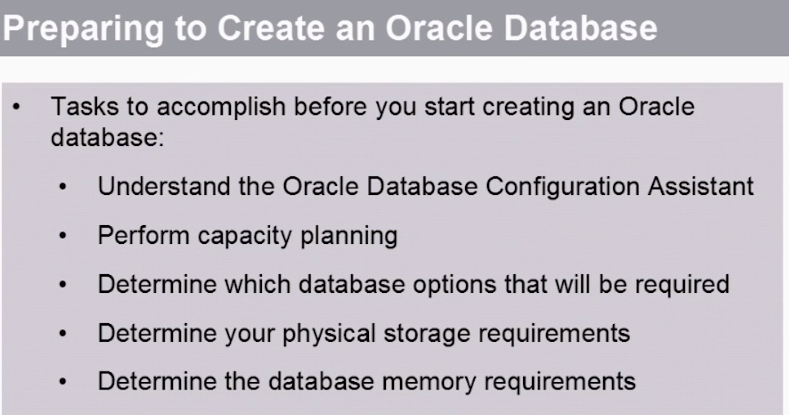 Preparing to Create an Oracle Database
• Tasks to accomplish before you start creating an Oracle
database:
• Understand the Oracle Database Configuration Assistant
• Perform capacity planning
• Determine which database options that will be required
• Determine your physical storage requirements
• Determine the database memory requirements